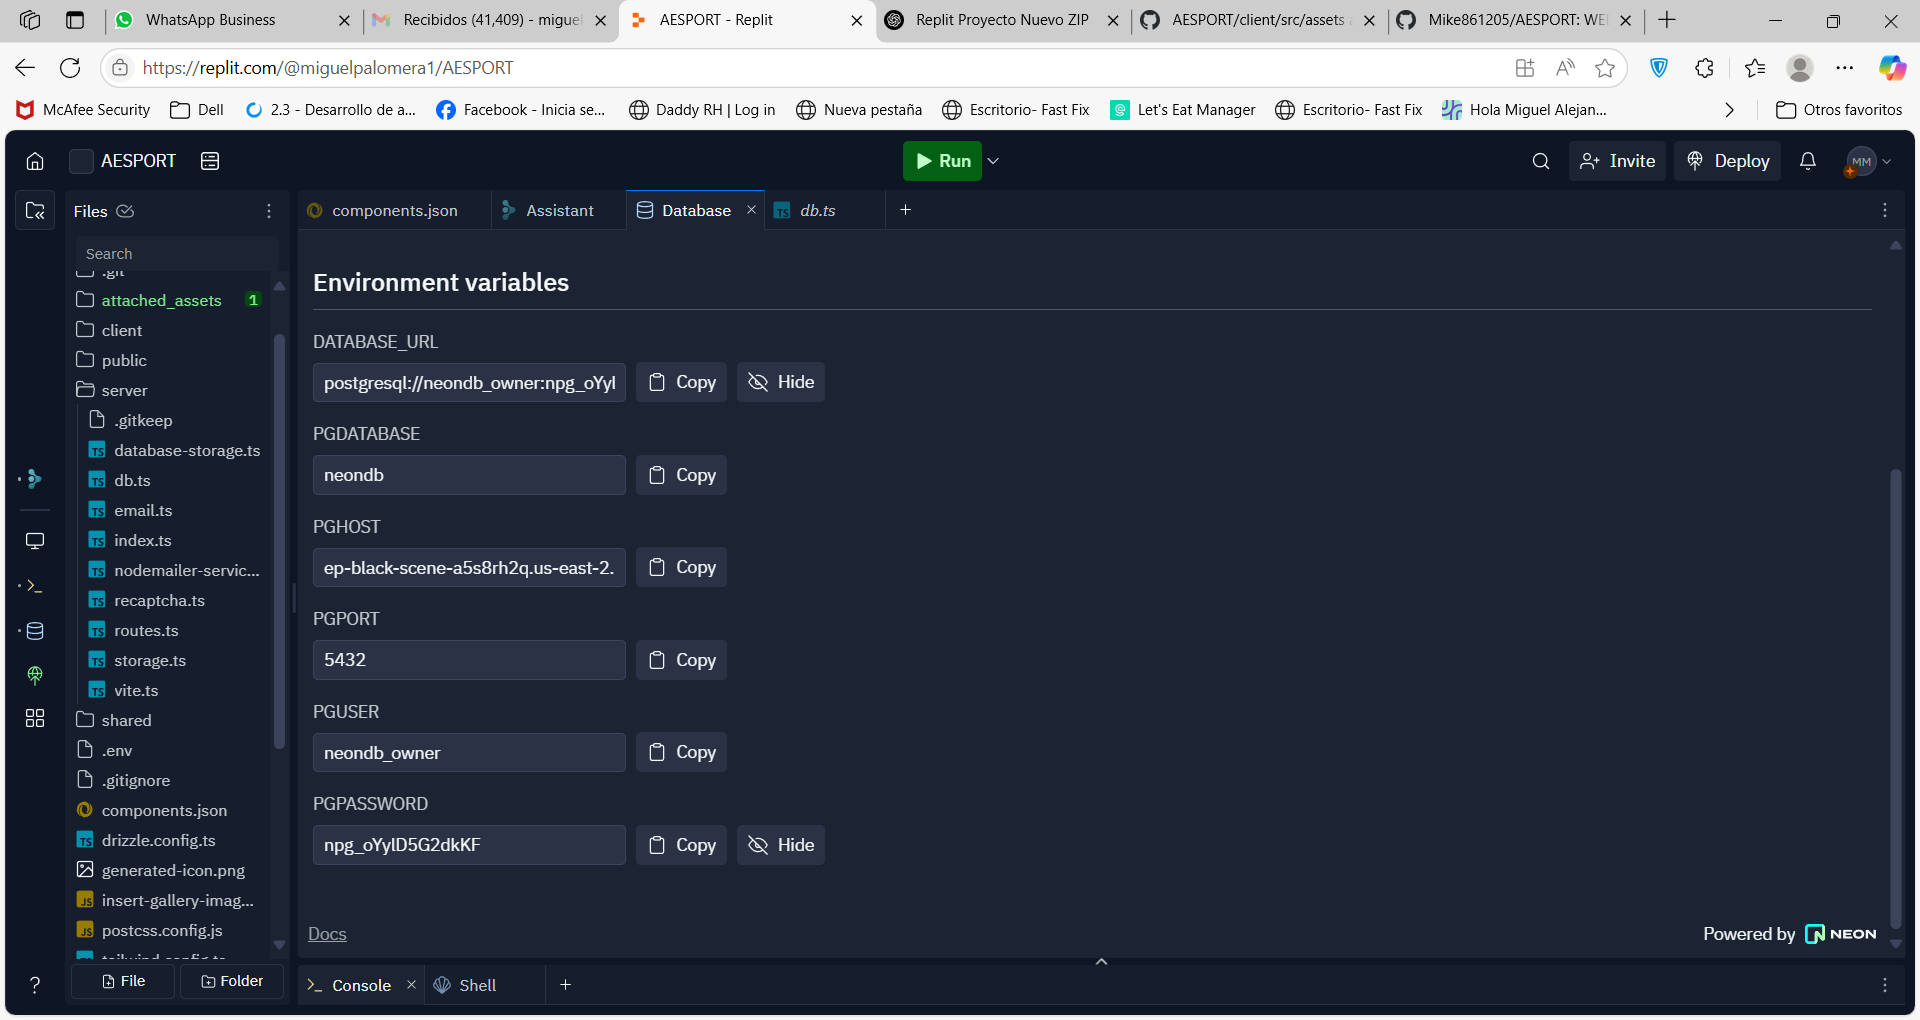 WhatsApp Business
Recibidos (41,409) - migue
AESPORT - Replit
Replit Proyecto Nuevo ZIP
AESPORT/client/src/assets
Mike861205/AESPORT: WE
https://replit.com/@miguelpalomera1/AESPORT
McAfee Security
Dell
2.3 - Desarrollo de a...
Facebook - Inicia se...
Daddy RH | Log in
Nueva pestaña
Escritorio- Fast Fix
Let's Eat Manager
Escritorio- Fast Fix
Hola Miguel Alejan...
Otros favoritos
AESPORT
Run
Invite
Deploy
MM
Files
components.json
Assistant
Database
db.ts
Search
.git
attached_assets 1
client
public
server
.gitkeep
database-storage.ts
db.ts
email.ts
index.ts
nodemailer-servic...
recaptcha.ts
routes.ts
storage.ts
vite.ts
shared
.env
.gitignore
components.json
drizzle.config.ts
generated-icon.png
insert-gallery-imag...
postcss.config.js
tailwind.config.ts
File
Folder
Environment variables
DATABASE_URL
postgresql://neondb_owner:npg_oYyl
Copy
Hide
PGDATABASE
neondb
Copy
PGHOST
ep-black-scene-a5s8rh2q.us-east-2.
Copy
PGPORT
5432
Copy
PGUSER
neondb_owner
Copy
PGPASSWORD
npg_oYylD5G2dkKF
Copy
Hide
Docs
Powered by NEON
Console
Shell